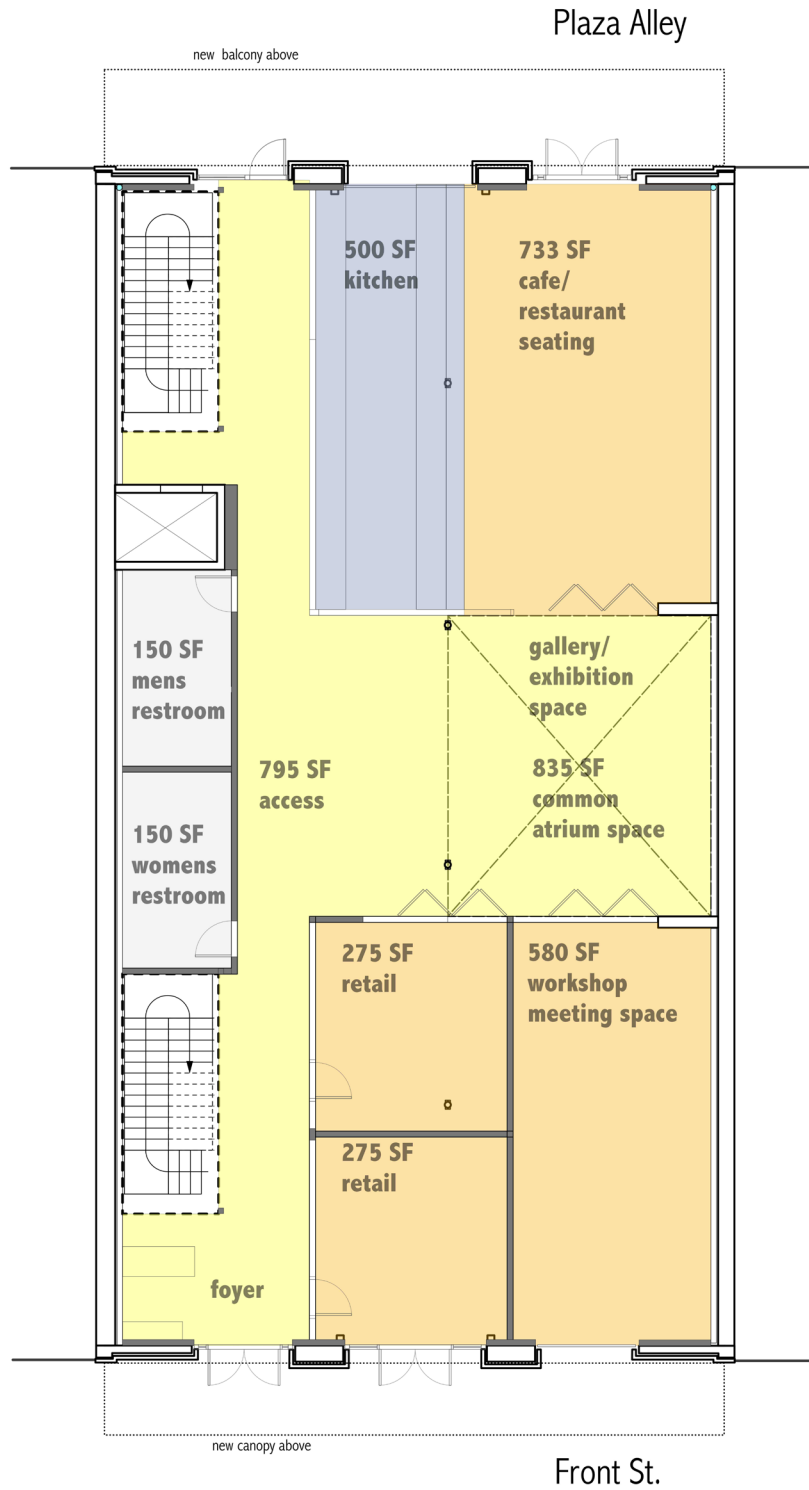 Plaza Alley
new balcony above
500 SF
kitchen
733 SF
cafe/
restaurant
seating
150 SF
mens
restroom
gallery/
exhibition
space
795 SF
access
835 SF
common
atrium space
150 SF
womens
restroom
275 SF
retail
580 SF
workshop
meeting space
275 SF
retail
foyer
new canopy above
Front St.